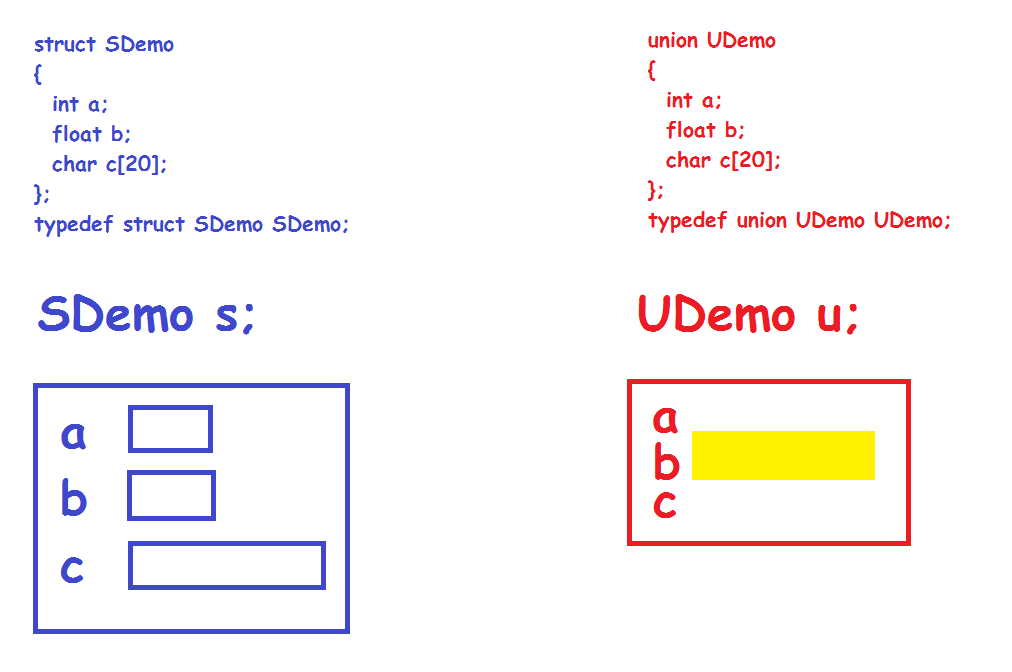 struct SDemo
{
int a;
float b;
char c[20];
};
typedef struct SDemo SDemo;
SDemo s;
a
b
c
union UDemo
{
int a;
float b;
char c[20];
};
typedef union UDemo UDemo;
UDemo u;
a
b
c